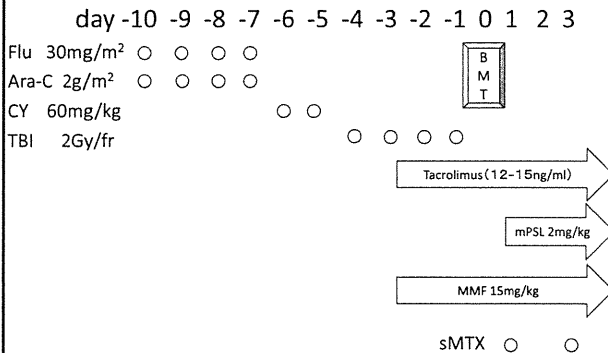 day -10 -9 -8 -7 -6 -5 -4 -3 -2 -1 0 1 2 3
Flu 30mg/m²
Ara-C 2g/m²
CY 60mg/kg
TBI 2Gy/fr
B
M
T
Tacrolimus(12-15ng/ml)
mPSL 2mg/kg
MMF 15mg/kg
sMTX